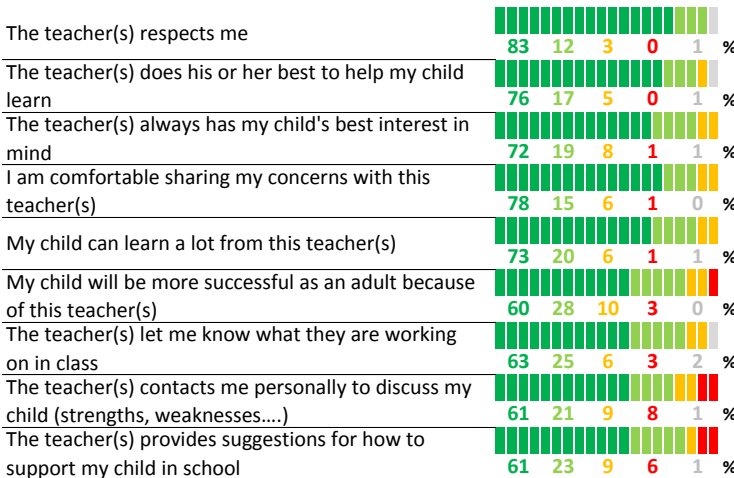 The teacher(s) respects me
83 12 3 0 1 %
The teacher(s) does his or her best to help my child
learn
76 17 5 0 1 %
The teacher(s) always has my child's best interest in
mind
72 19 8 1 1 %
I am comfortable sharing my concerns with this
teacher(s)
78 15 6 1 0 %
My child can learn a lot from this teacher(s)
73 20 6 1 1 %
My child will be more successful as an adult because
of this teacher(s)
60 28 10 3 0 %
The teacher(s) let me know what they are working
on in class
63 25 6 3 2 %
The teacher(s) contacts me personally to discuss my
child (strengths, weaknesses….)
61 21 9 8 1 %
The teacher(s) provides suggestions for how to
support my child in school
61 23 9 6 1 %